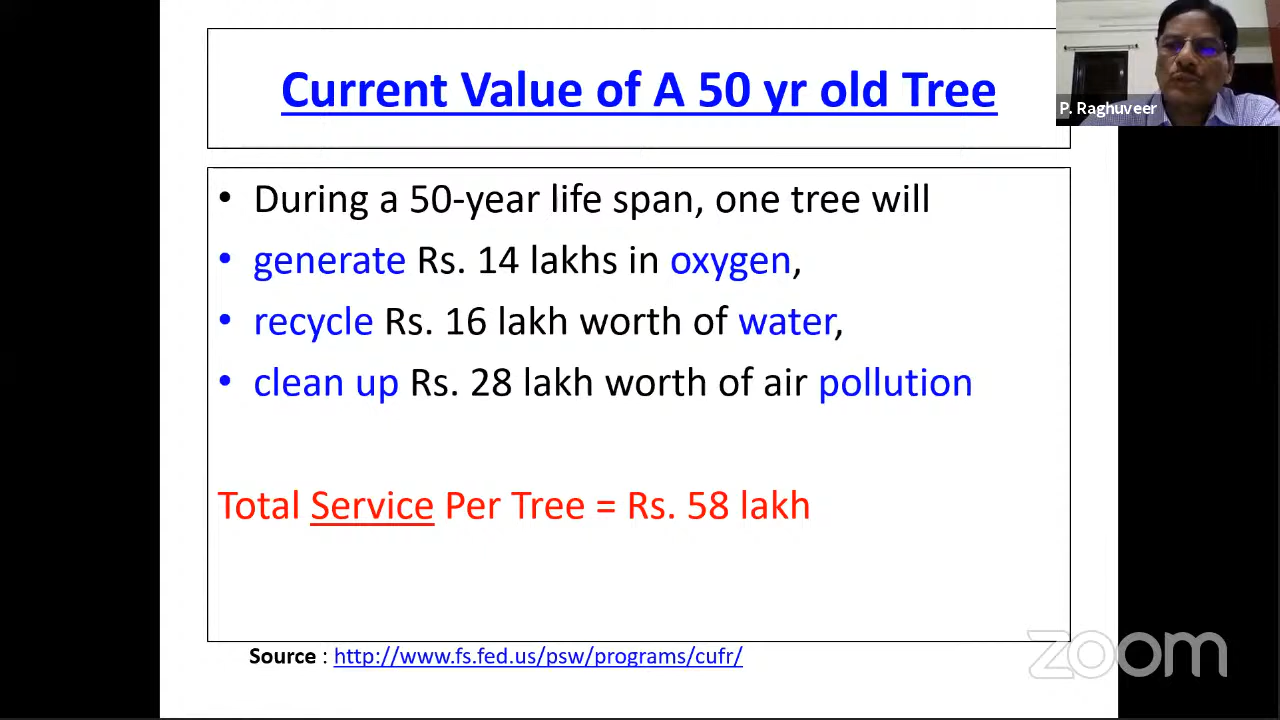 Current Value of A 50 yr old Tree
P. Raghuveer
• During a 50-year life span, one tree will
• generate Rs. 14 lakhs in oxygen,
• recycle Rs. 16 lakh worth of water,
• clean up Rs. 28 lakh worth of air pollution
Total Service Per Tree = Rs. 58 lakh
Source : http://www.fs.fed.us/psw/programs/cufr/
zoom